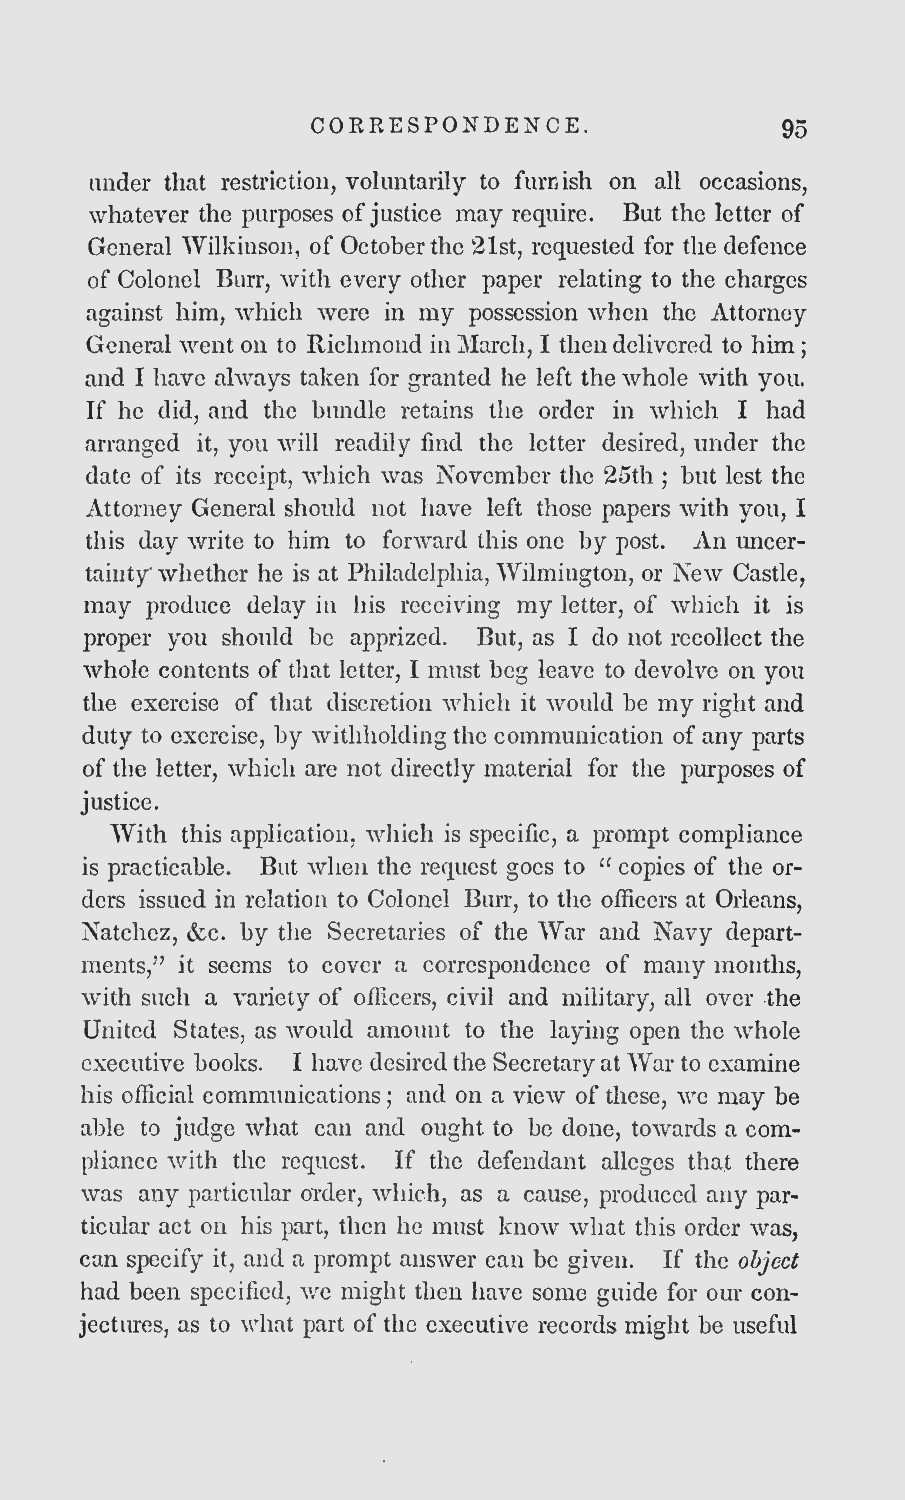 CORRESPONDENCE. 95
under that restriction, voluntarily to furnish on all occasions,
whatever the purposes of justice may require. But the letter of
General Wilkinson, of October the 21st, requested for the defence
of Colonel Burr, with every other paper relating to the charges
against him, which were in my possession when the Attorney
General went on to Richmond in March, I then delivered to him;
and I have always taken for granted he left the whole with you.
If he did, and the bundle retains the order in which I had
arranged it, you will readily find the letter desired, under the
date of its receipt, which was November the 25th; but lest the
Attorney General should not have left those papers with you, I
this day write to him to forward this one by post. An uncer-
tainty whether he is at Philadelphia, Wilmington, or New Castle,
may produce delay in his receiving my letter, of which it is
proper you should be apprized. But, as I do not recollect the
whole contents of that letter, I must beg leave to devolve on you
the exercise of that discretion which it would be my right and
duty to exercise, by withholding the communication of any parts
of the letter, which are not directly material for the purposes of
justice.
With this application, which is specific, a prompt compliance
is practicable. But when the request goes to “copies of the or-
ders issued in relation to Colonel Burr, to the officers at Orleans,
Natchez, &c. by the Secretaries of the War and Navy depart-
ments,” it seems to cover a correspondence of many months,
with such a variety of officers, civil and military, all over the
United States, as would amount to the laying open the whole
executive books. I have desired the Secretary at War to examine
his official communications; and on a view of these, we may be
able to judge what can and ought to be done, towards a com-
pliance with the request. If the defendant alleges that there
was any particular order, which, as a cause, produced any par-
ticular act on his part, then he must know what this order was,
can specify it, and a prompt answer can be given. If the object
had been specified, we might then have some guide for our con-
jectures, as to what part of the executive records might be useful